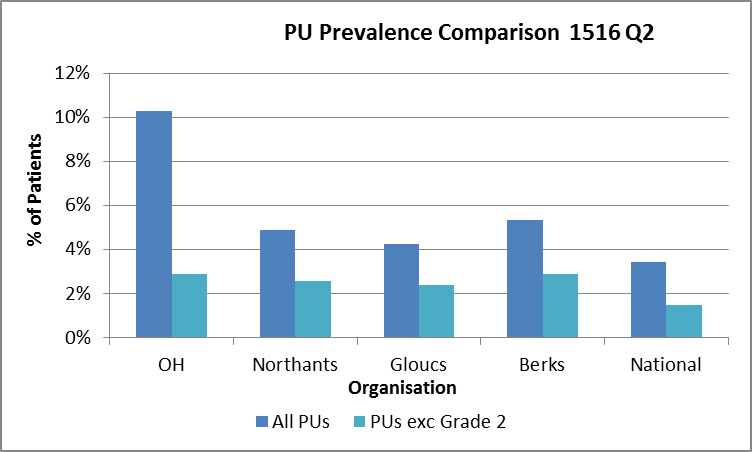 PU Prevalence Comparison 1516 Q2
12%
10%
8%
6%
4%
2%
0%
% of Patients
OH Northants Gloucs Berks National
Organisation
All PUs PUs exc Grade 2